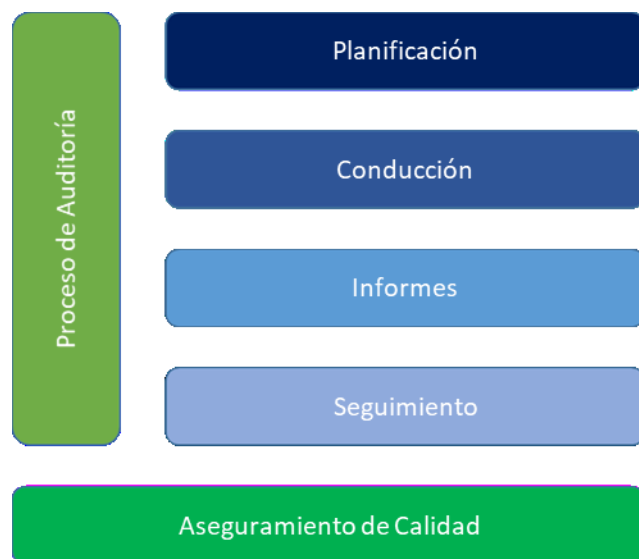 Proceso de Auditoría
Planificación
Conducción
Informes
Seguimiento
Aseguramiento de Calidad